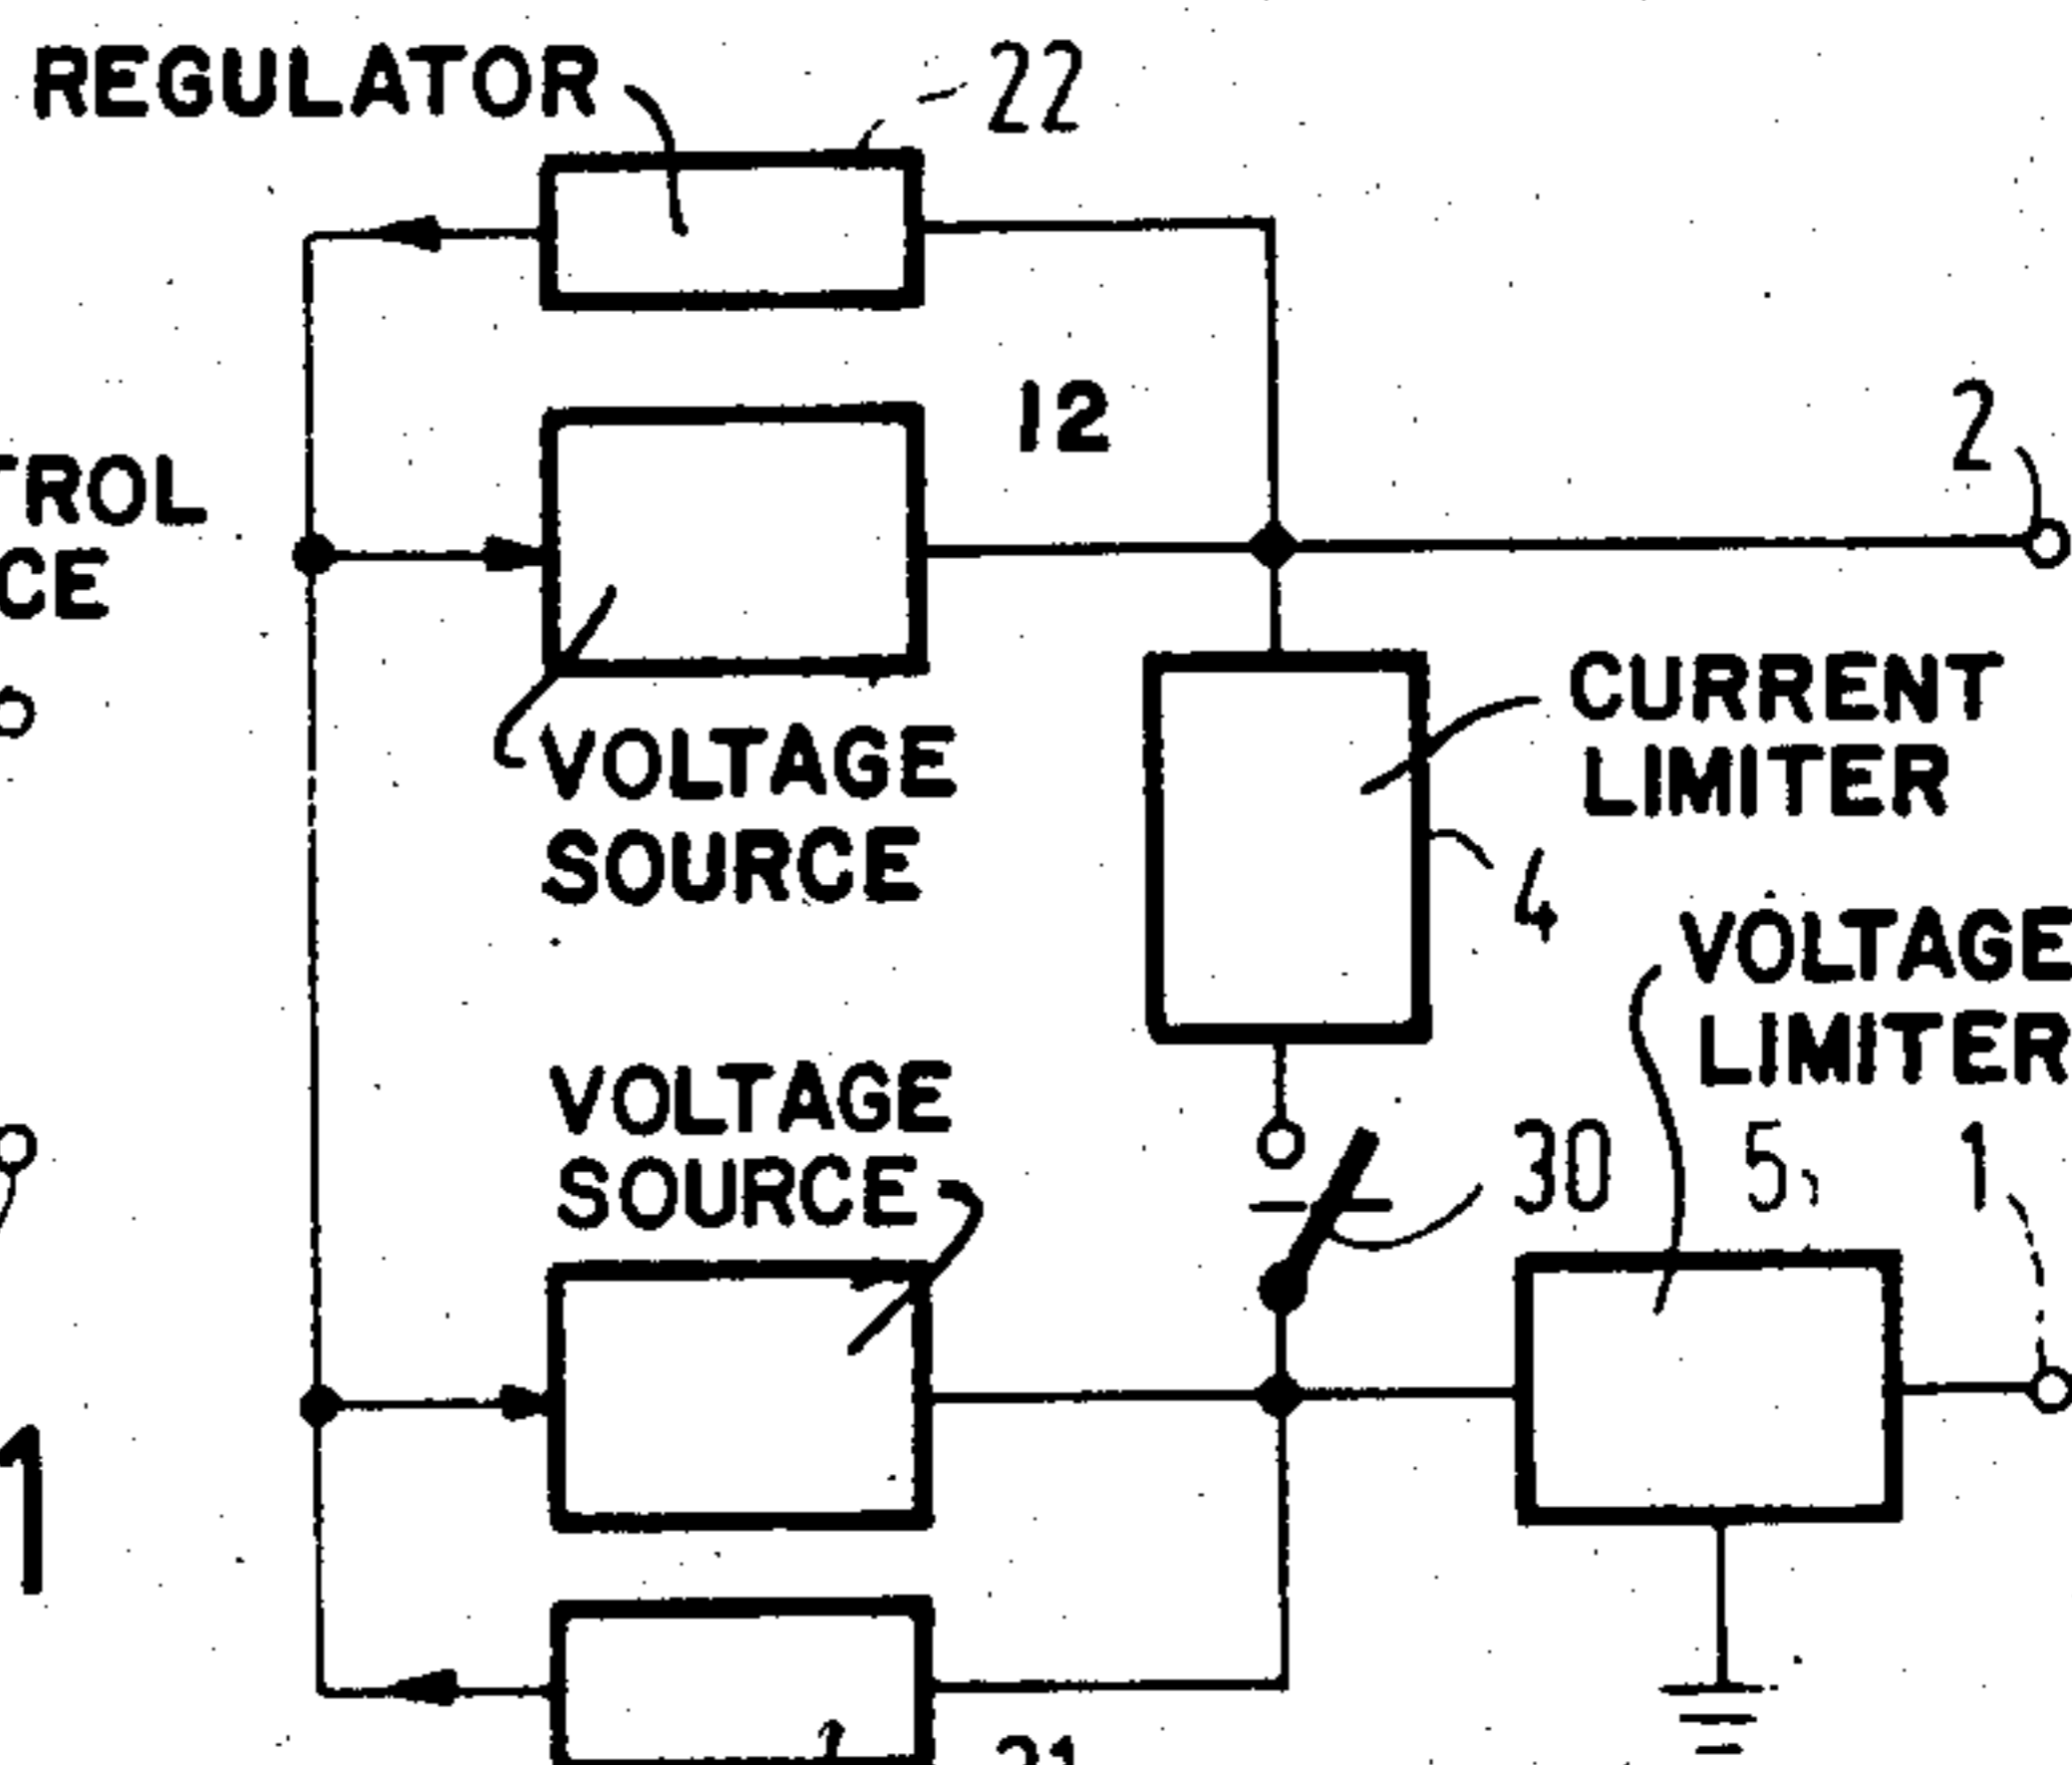 REGULATOR
22
12
2
TROL
CE
CURRENT
LIMITER
VOLTAGE
SOURCE
4
VOLTAGE
LIMITER
VOLTAGE
SOURCE
30
5
1
1
21